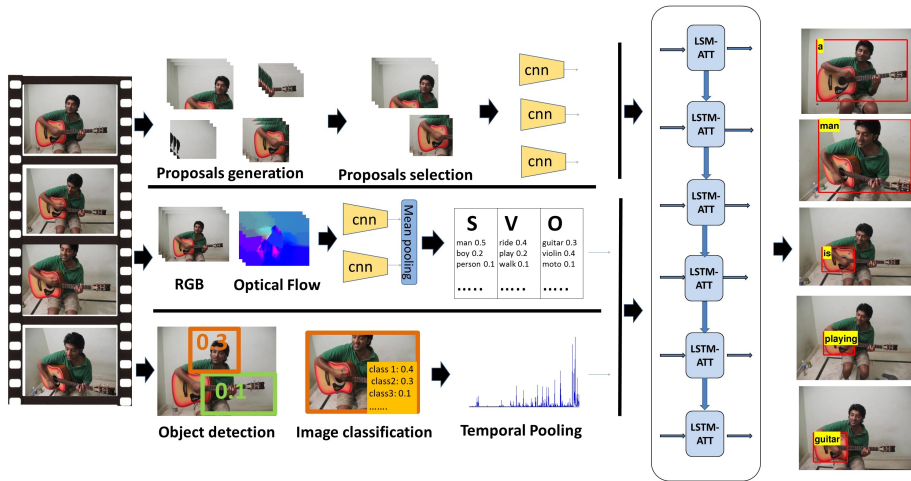 cnn
cnn
cnn
Proposals generation
Proposals selection
RGB
Optical Flow
cnn
cnn
Mean pooling
S V O
man 0.5 ride 0.4 guitar 0.3
boy 0.2 play 0.2 violin 0.4
person 0.1 walk 0.1 moto 0.1
..... ..... .....
0.3
0.1
Object detection
class 1: 0.4
class2: 0.3
class3: 0.1
.......
Image classification
Temporal Pooling
LSM-
ATT
LSTM-
ATT
LSTM-
ATT
LSTM-
ATT
LSTM-
ATT
LSTM-
ATT
a
man
is
playing
guitar